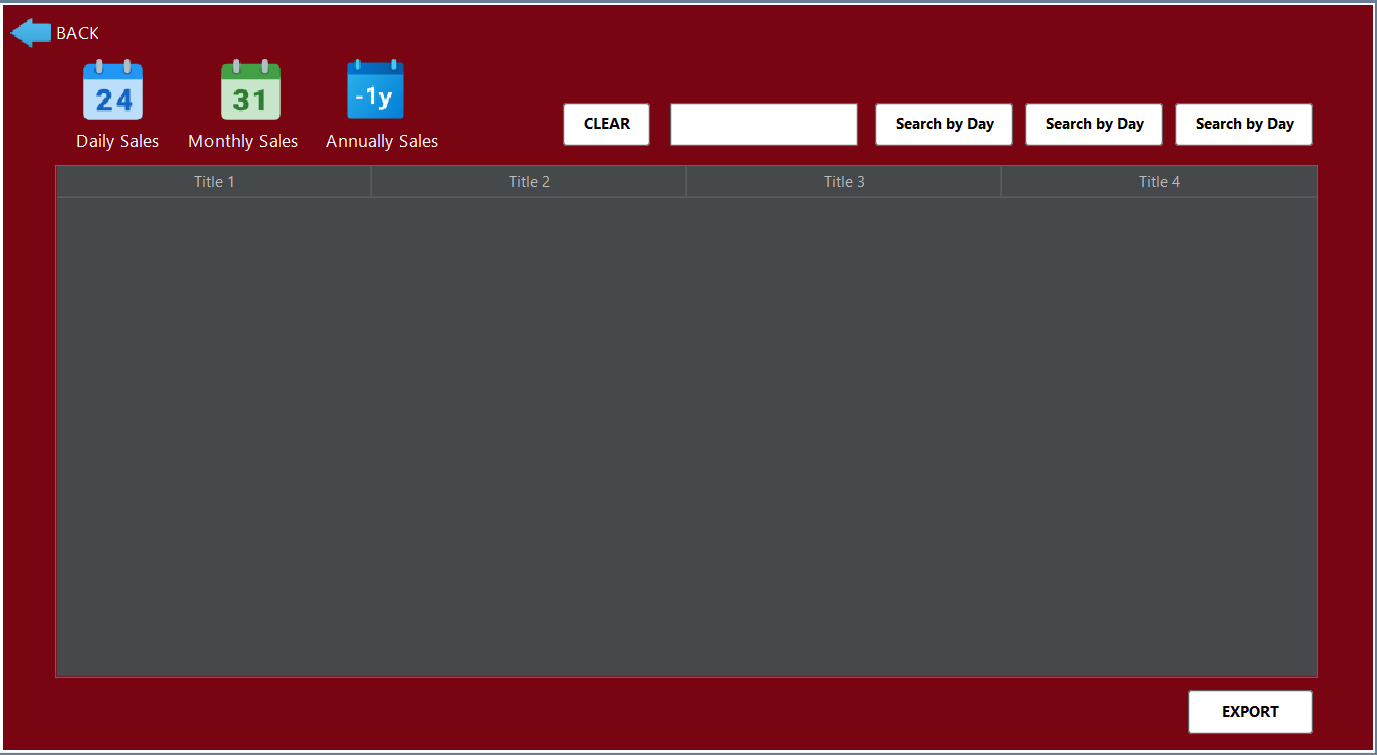 BACK
24
31
-1y
Daily Sales
Monthly Sales
Annually Sales
CLEAR
Search by Day
Search by Day
Search by Day
Title 1
Title 2
Title 3
Title 4
EXPORT